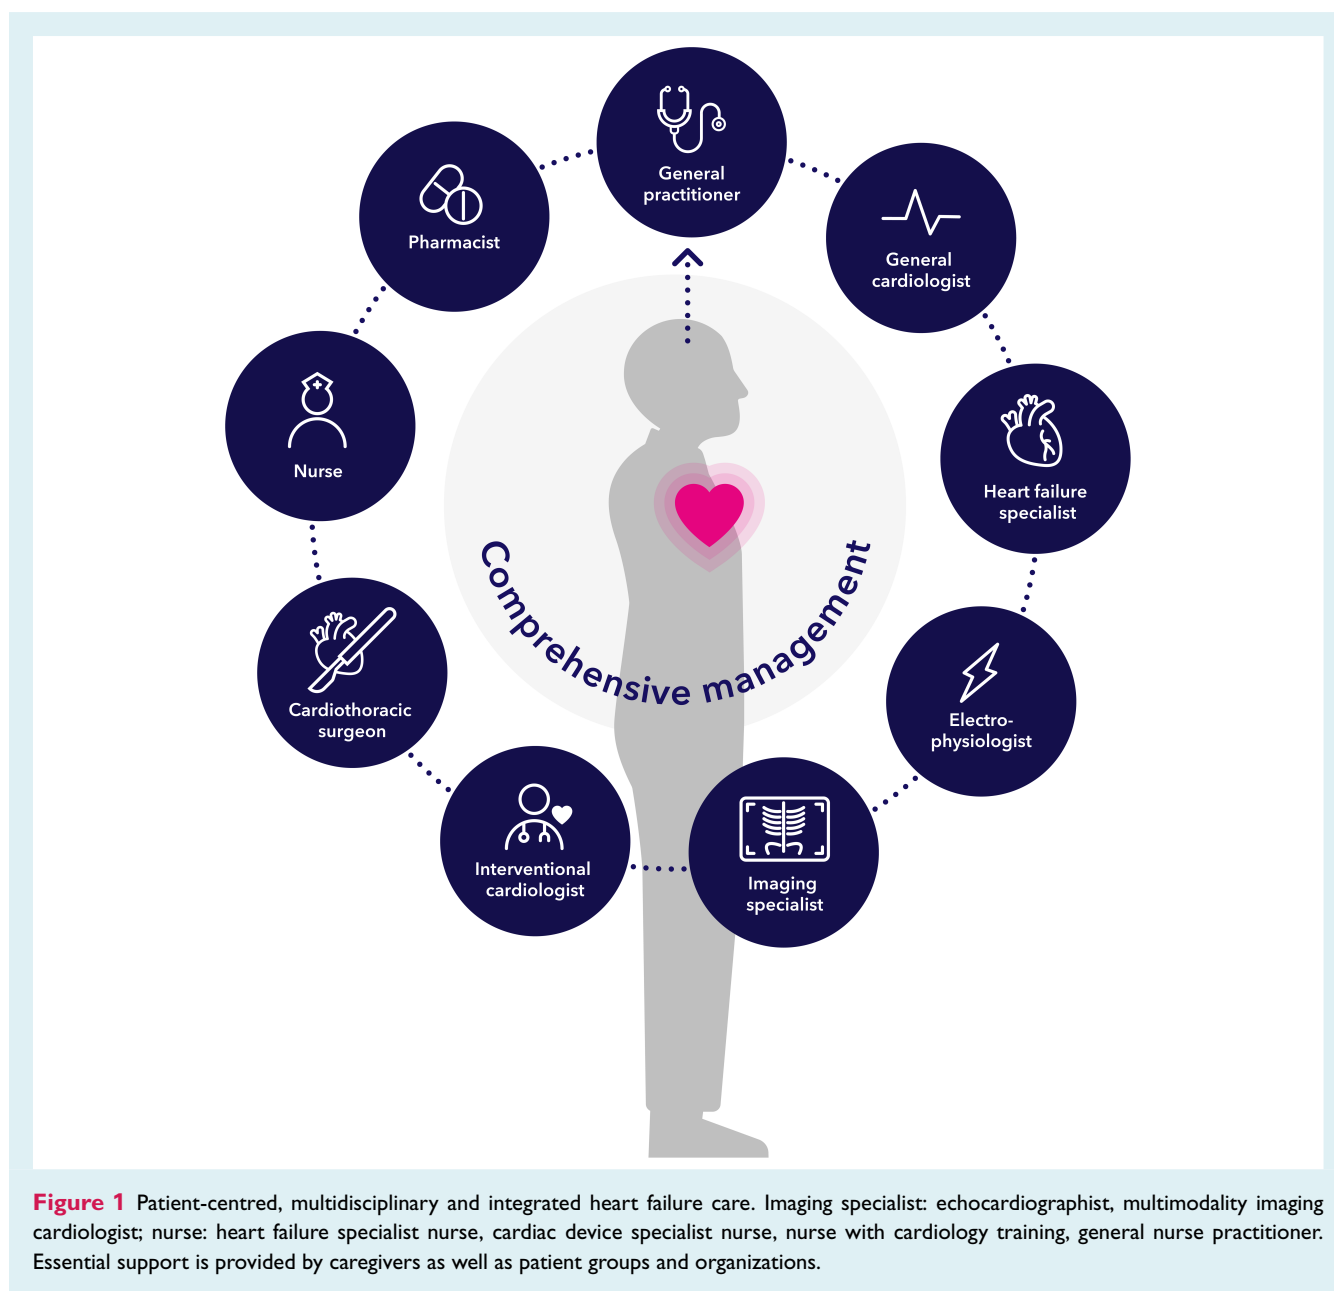 General
practitioner
General
cardiologist
Heart failure
specialist
Electro-
physiologist
Imaging
specialist
Interventional
cardiologist
Cardiothoracic
surgeon
Nurse
Pharmacist
Comprehensive management
Figure 1 Patient-centred, multidisciplinary and integrated heart failure care. Imaging specialist: echocardiographist, multimodality imaging
cardiologist; nurse: heart failure specialist nurse, cardiac device specialist nurse, nurse with cardiology training, general nurse practitioner.
Essential support is provided by caregivers as well as patient groups and organizations.